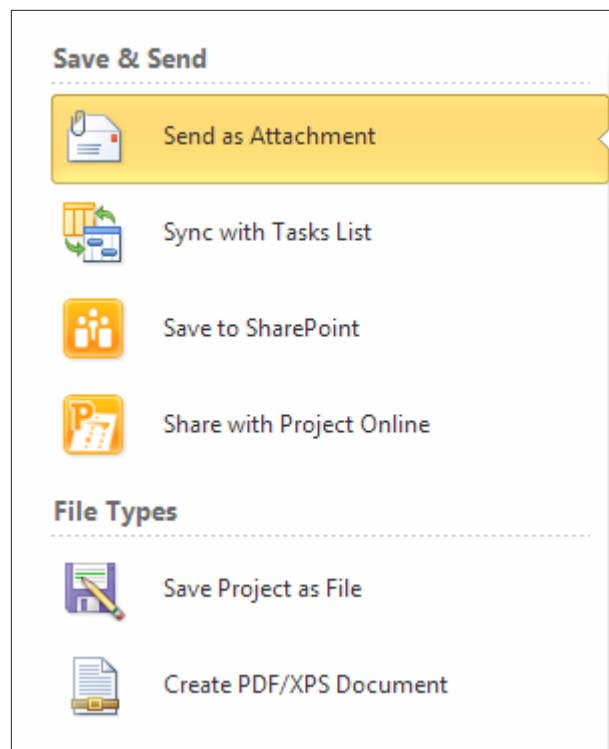 Save & Send
Send as Attachment
Sync with Tasks List
Save to SharePoint
Share with Project Online
File Types
Save Project as File
Create PDF/XPS Document